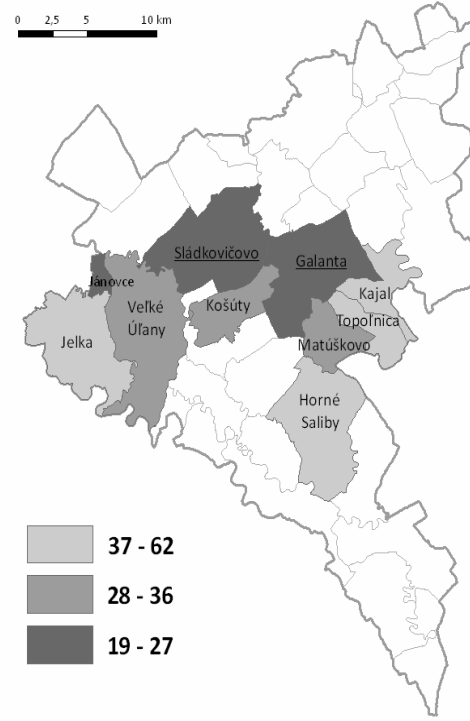 0 2,5 5 10 km
Sládkovičovo
Galanta
Jánovce
Kajal
Veľké
Úľany
Košúty
Topoľnica
Jelka
Matúškovo
Horné
Saliby
37 - 62
28 - 36
19 - 27